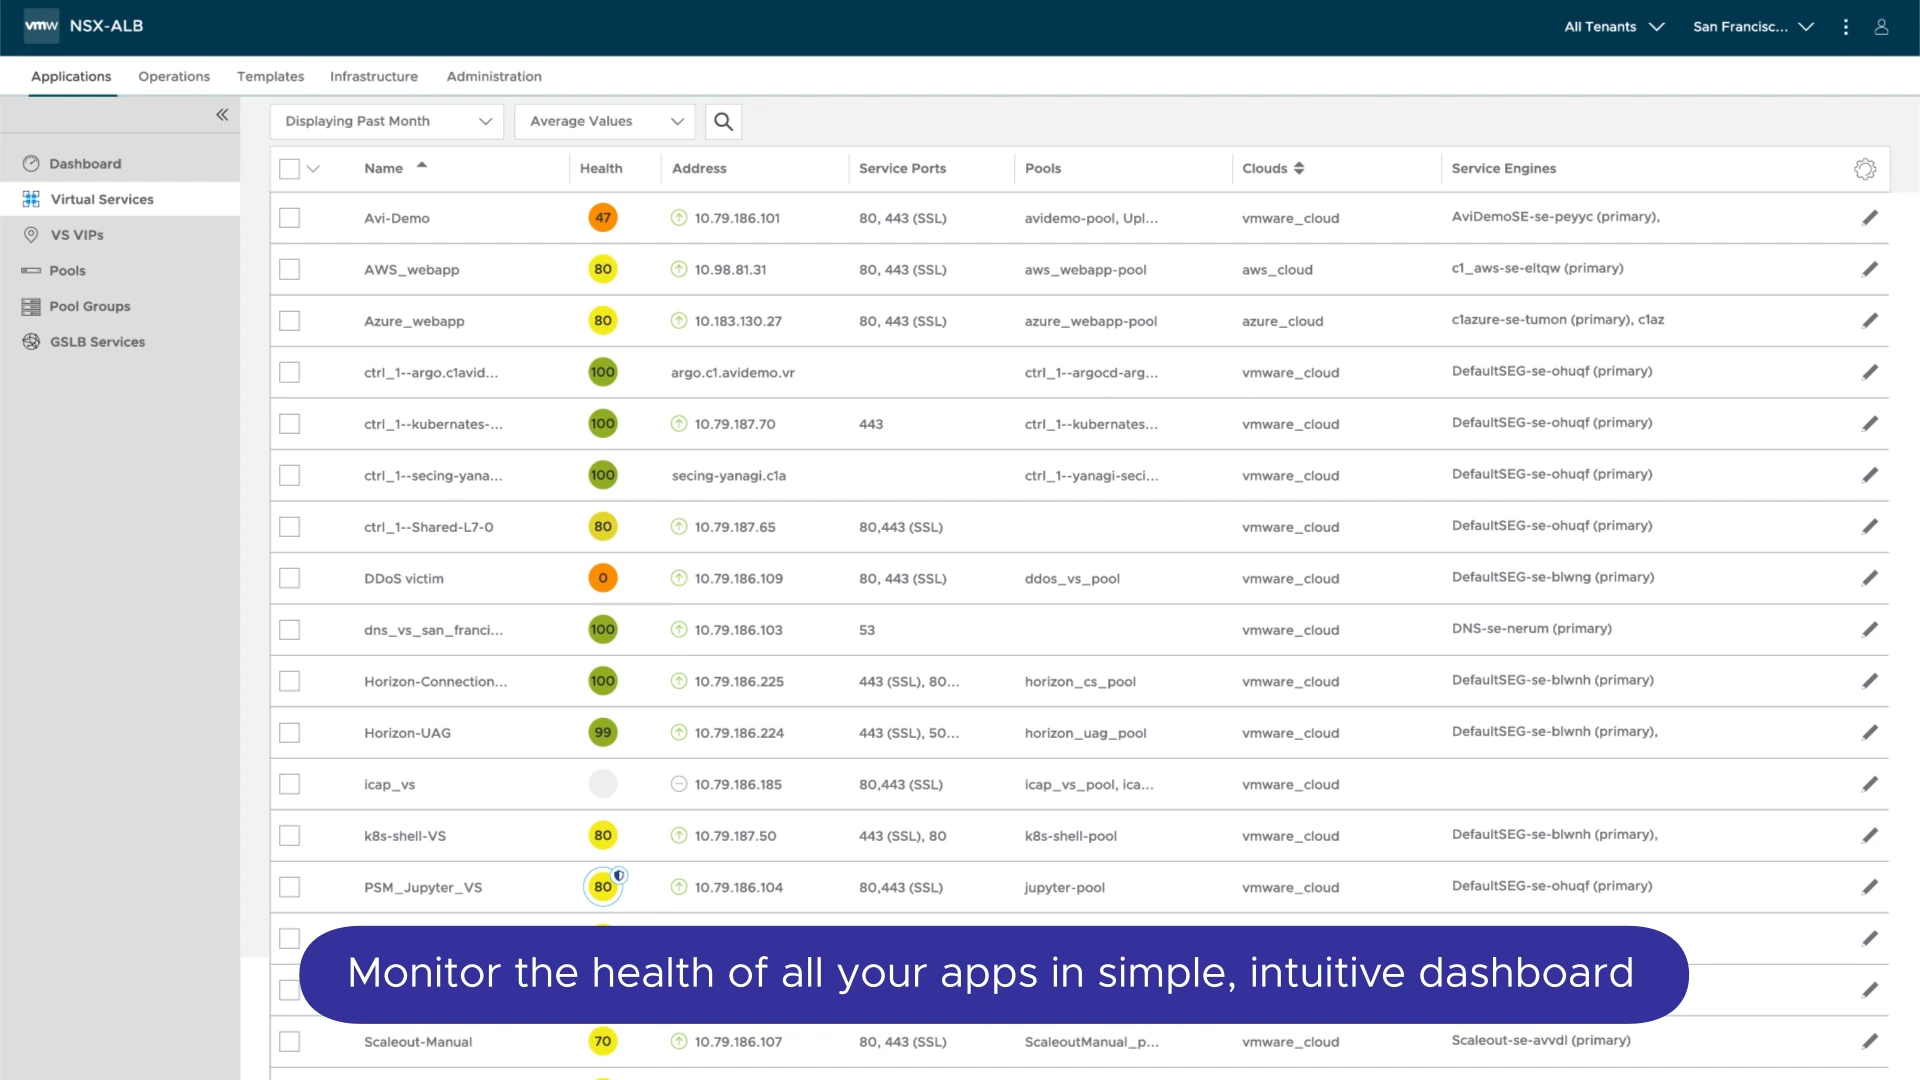 vmw NSX-ALB All Tenants San Francisc...
Applications Operations Templates Infrastructure Administration
Displaying Past Month Average Values
Dashboard
Virtual Services
VS VIPs
Pools
Pool Groups
GSLB Services
Name Health Address Service Ports Pools Clouds Service Engines
Avi-Demo 47 10.79.186.101 80, 443 (SSL) avidemo-pool, Upl... vmware_cloud AviDemoSE-se-peyyc (primary),
AWS_webapp 80 10.98.81.31 80, 443 (SSL) aws_webapp-pool aws_cloud c1_aws-se-eltqw (primary)
Azure_webapp 80 10.183.130.27 80, 443 (SSL) azure_webapp-pool azure_cloud c1azure-se-tumon (primary), c1az
ctrl_1--argo.c1avid... 100 argo.c1.avidemo.vr ctrl_1--argocd-arg... vmware_cloud DefaultSEG-se-ohuqf (primary)
ctrl_1--kubernates-... 100 10.79.187.70 443 ctrl_1--kubernates... vmware_cloud DefaultSEG-se-ohuqf (primary)
ctrl_1--secing-yana... 100 secing-yanagi.c1a ctrl_1--yanagi-seci... vmware_cloud DefaultSEG-se-ohuqf (primary)
ctrl_1--Shared-L7-0 80 10.79.187.65 80,443 (SSL) vmware_cloud DefaultSEG-se-ohuqf (primary)
DDoS victim 0 10.79.186.109 80, 443 (SSL) ddos_vs_pool vmware_cloud DefaultSEG-se-blwng (primary)
dns_vs_san_franci... 100 10.79.186.103 53 vmware_cloud DNS-se-nerum (primary)
Horizon-Connection... 100 10.79.186.225 443 (SSL), 80... horizon_cs_pool vmware_cloud DefaultSEG-se-blwnh (primary)
Horizon-UAG 99 10.79.186.224 443 (SSL), 50... horizon_uag_pool vmware_cloud DefaultSEG-se-blwnh (primary),
icap_vs 10.79.186.185 80,443 (SSL) icap_vs_pool, ica... vmware_cloud
k8s-shell-VS 80 10.79.187.50 443 (SSL), 80 k8s-shell-pool vmware_cloud DefaultSEG-se-blwnh (primary),
PSM_Jupyter_VS 80 10.79.186.104 80,443 (SSL) jupyter-pool vmware_cloud DefaultSEG-se-ohuqf (primary)
Monitor the health of all your apps in simple, intuitive dashboard
Scaleout-Manual 70 10.79.186.107 80, 443 (SSL) ScaleoutManual_p... vmware_cloud Scaleout-se-avvdl (primary)